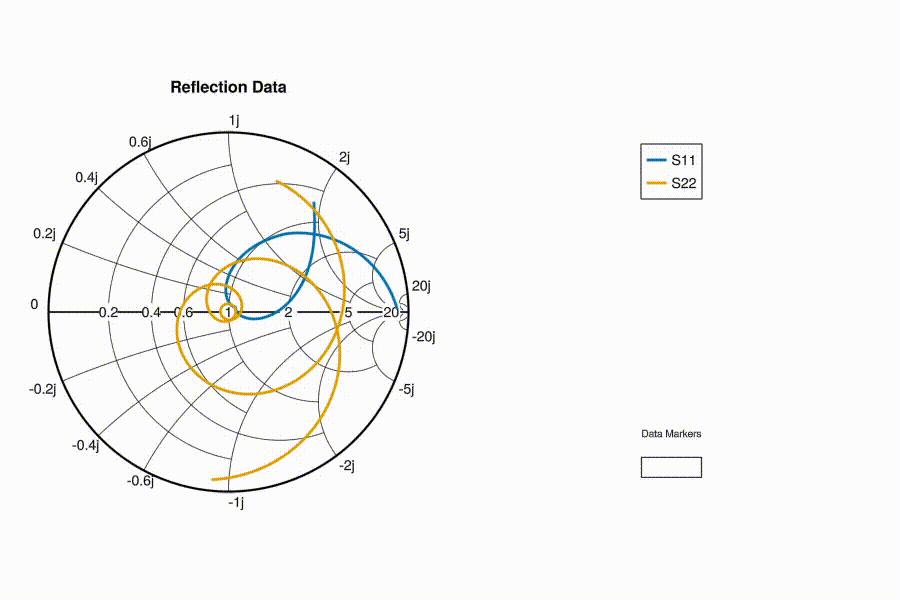 Reflection Data
1j
0.6j
2j
0.4j
0.2j
5j
20j
0
0.2
0.4
0.6
1
2
5
20
-20j
-0.2j
-5j
-0.4j
-2j
-0.6j
-1j
S11
S22
Data Markers